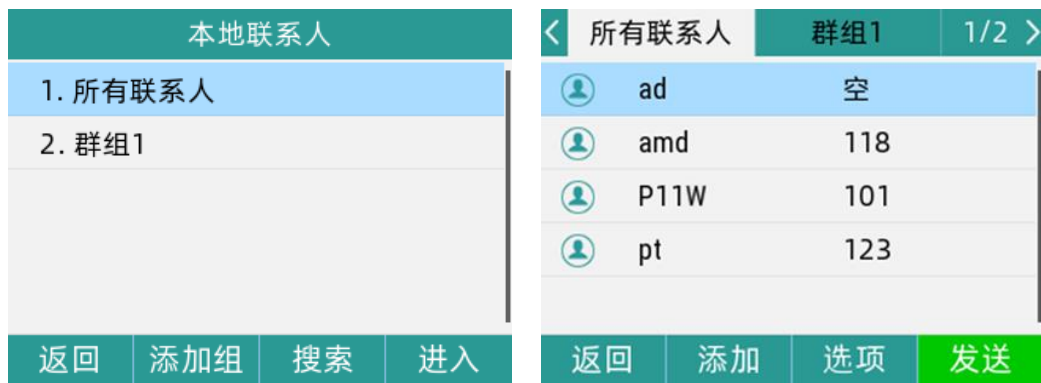 本地联系人
1. 所有联系人
2. 群组1
返回 添加组 搜索 进入
所有联系人 群组1 1/2
ad 空
amd 118
P11W 101
pt 123
返回 添加 选项 发送